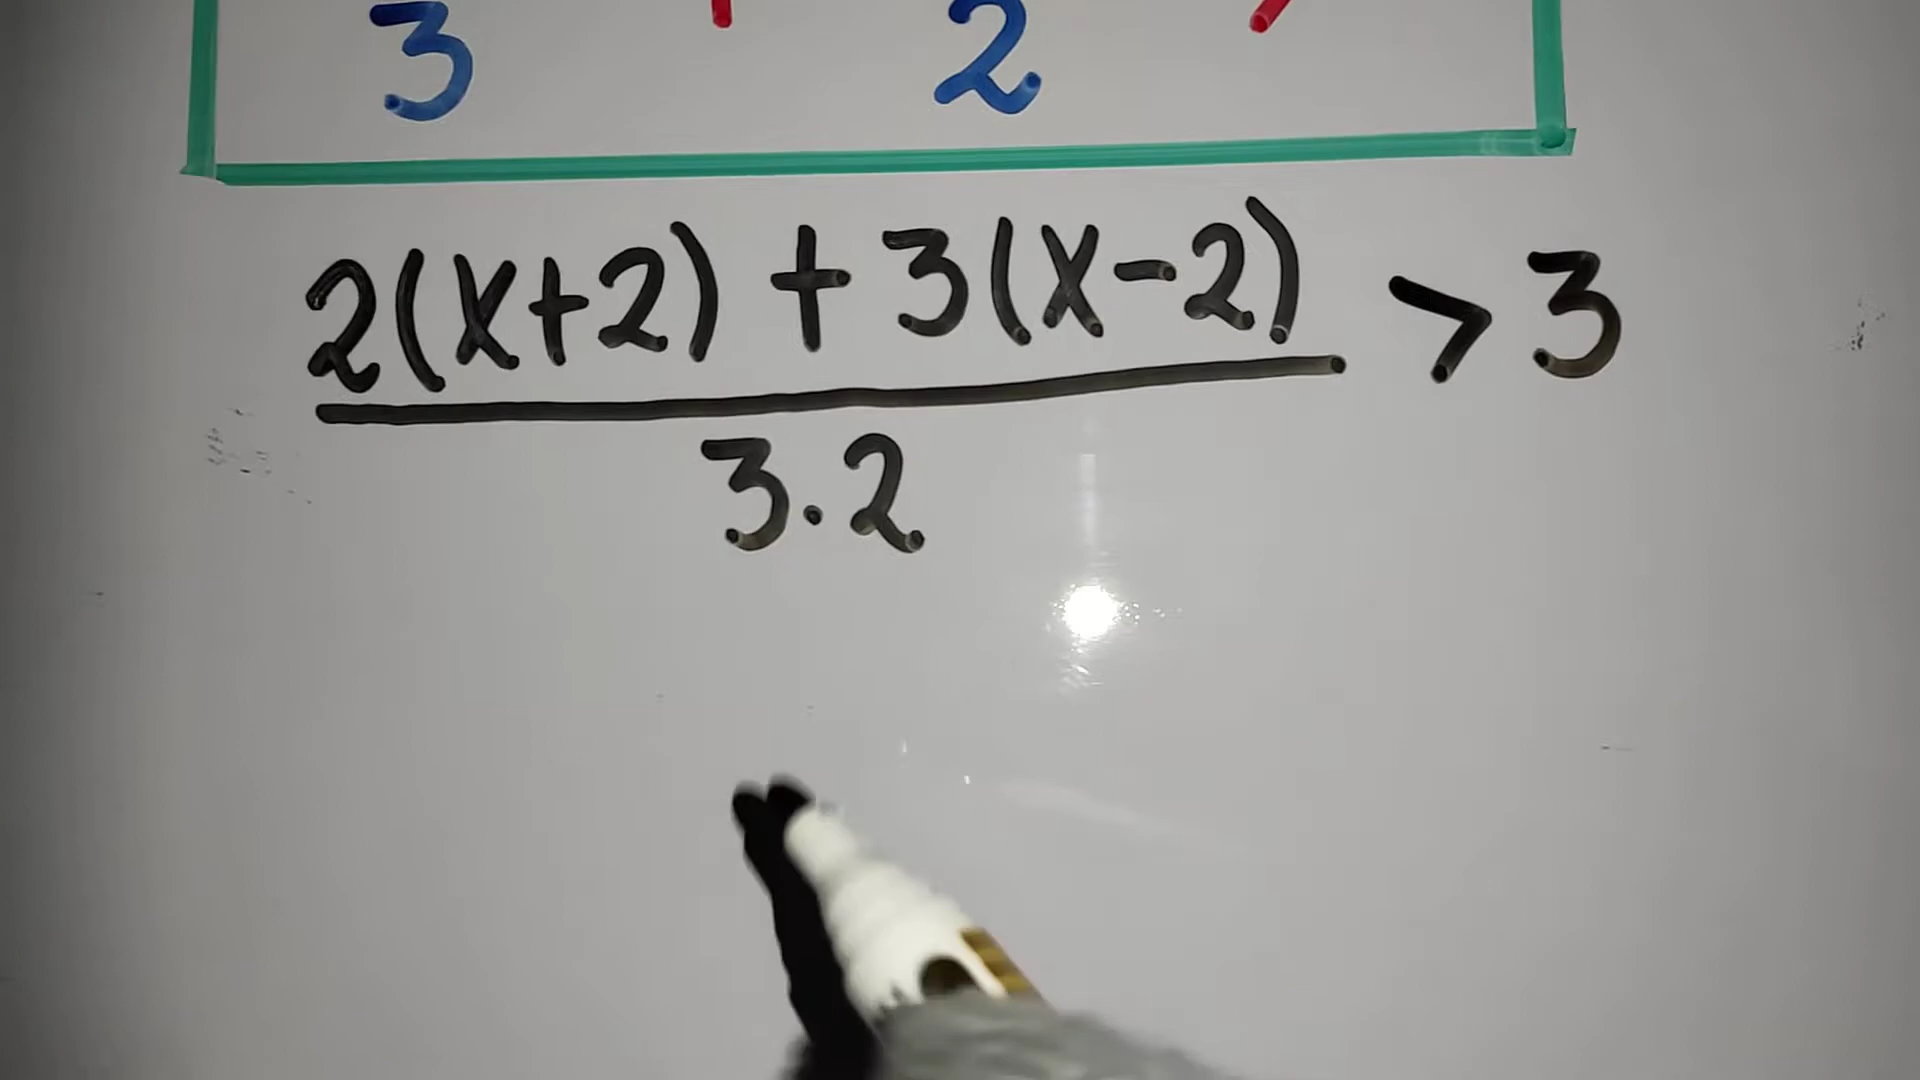 3 2
2(x+2) + 3(x-2) > 3
3.2